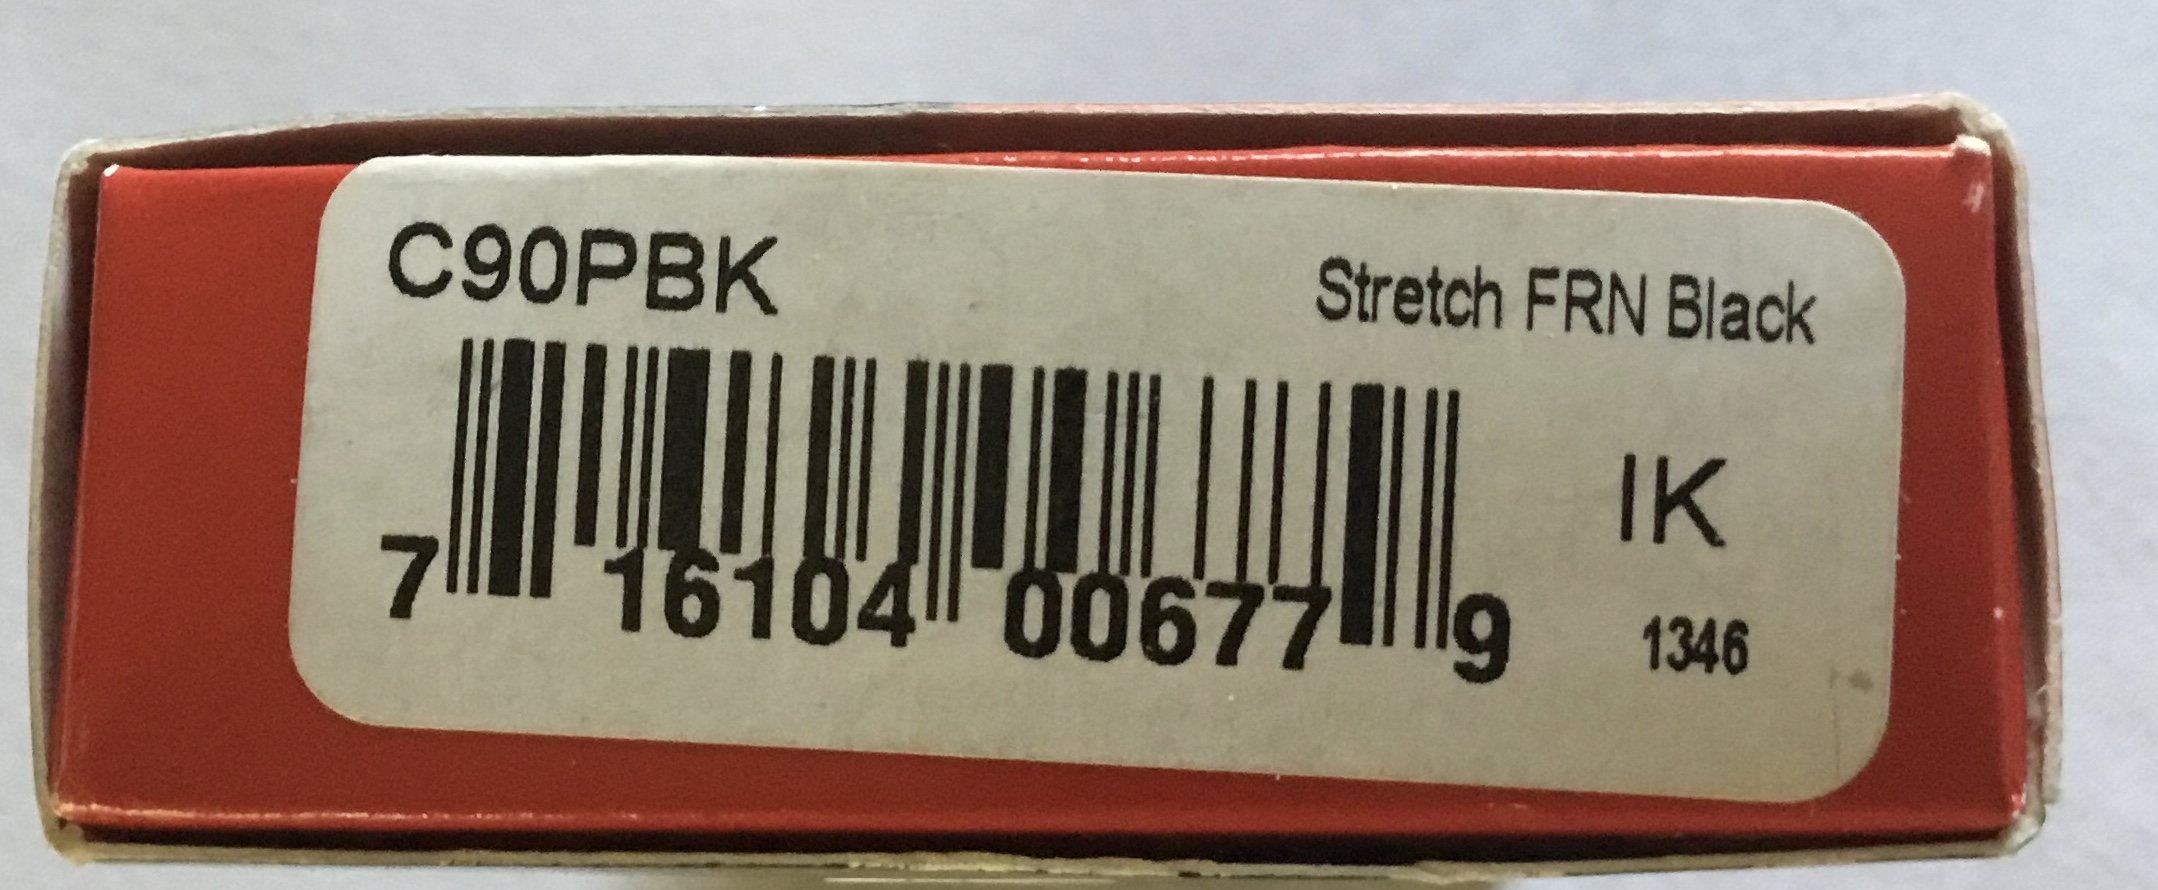 C90PBK
Stretch FRN Black
7 16104 00677 9
IK
1346